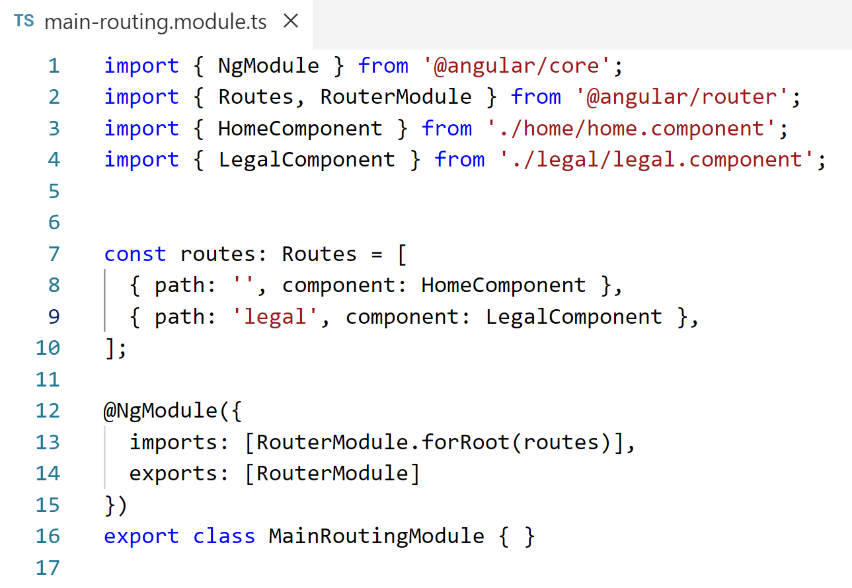 TS main-routing.module.ts ×
1 import { NgModule } from '@angular/core';
2 import { Routes, RouterModule } from '@angular/router';
3 import { HomeComponent } from './home/home.component';
4 import { LegalComponent } from './legal/legal.component';
5
6
7 const routes: Routes = [
8   { path: '', component: HomeComponent },
9   { path: 'legal', component: LegalComponent },
10 ];
11
12 @NgModule({
13   imports: [RouterModule.forRoot(routes)],
14   exports: [RouterModule]
15 })
16 export class MainRoutingModule { }
17